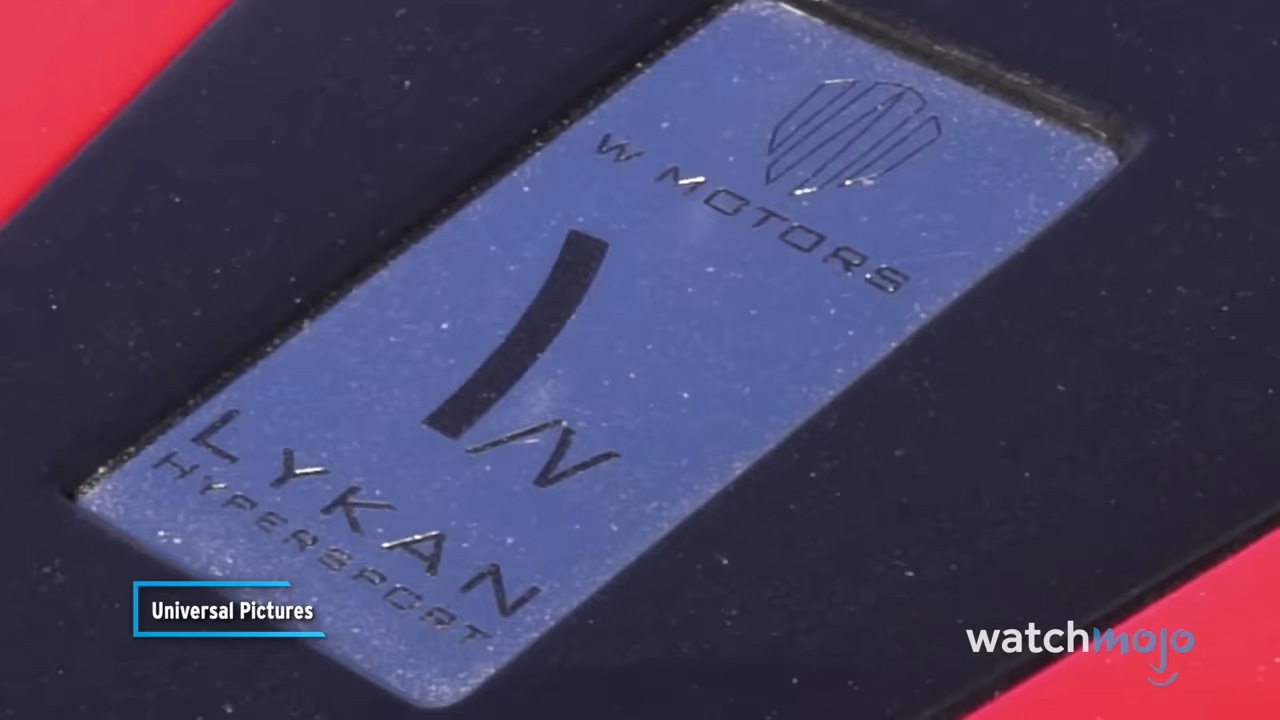 W MOTORS
LYKAN
HYPERSPORT
Universal Pictures
watchmojo